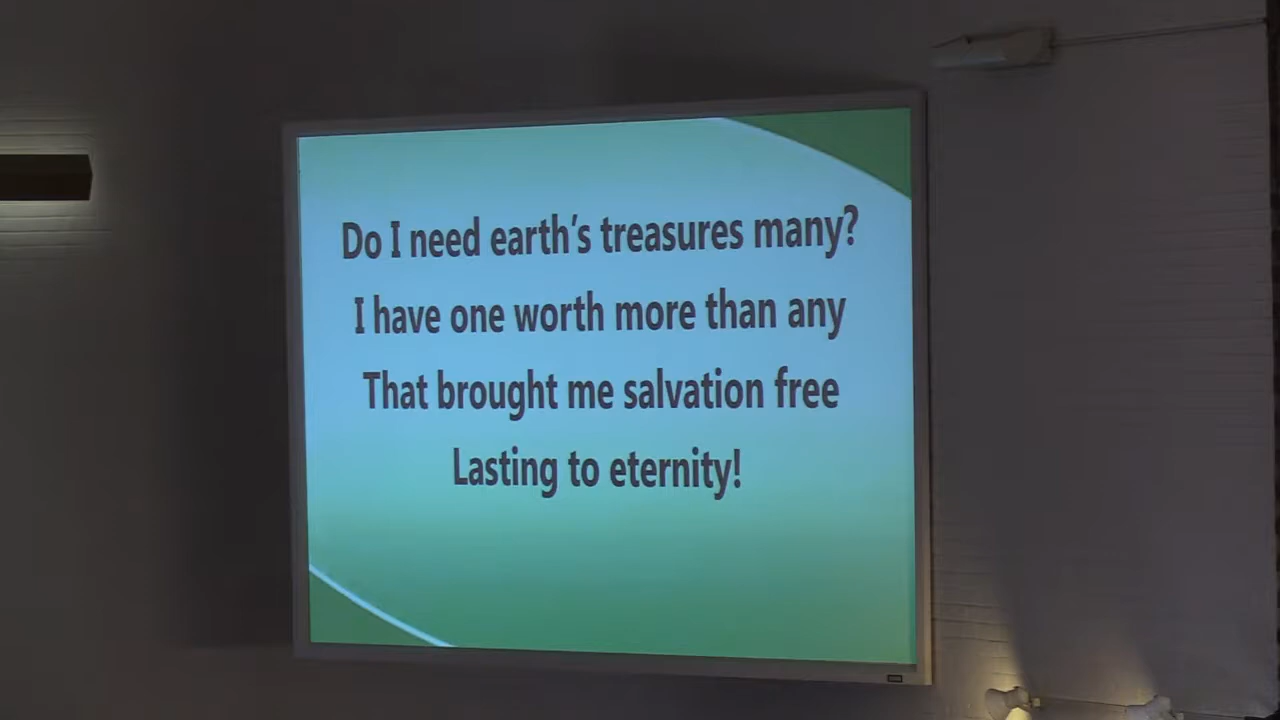 Do I need earth's treasures many?
I have one worth more than any
That brought me salvation free
Lasting to eternity!